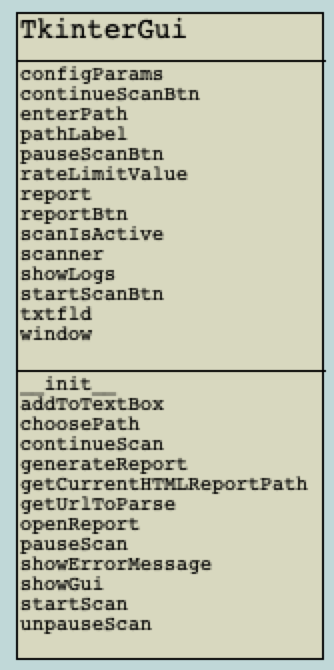 TkinterGui
configParams
continueScanBtn
enterPath
pathLabel
pauseScanBtn
rateLimitValue
report
reportBtn
scanIsActive
scanner
showLogs
startScanBtn
txtfld
window
__init__
addToTextBox
choosePath
continueScan
generateReport
getCurrentHTMLReportPath
getUrlToParse
openReport
pauseScan
showErrorMessage
showGui
startScan
unpauseScan